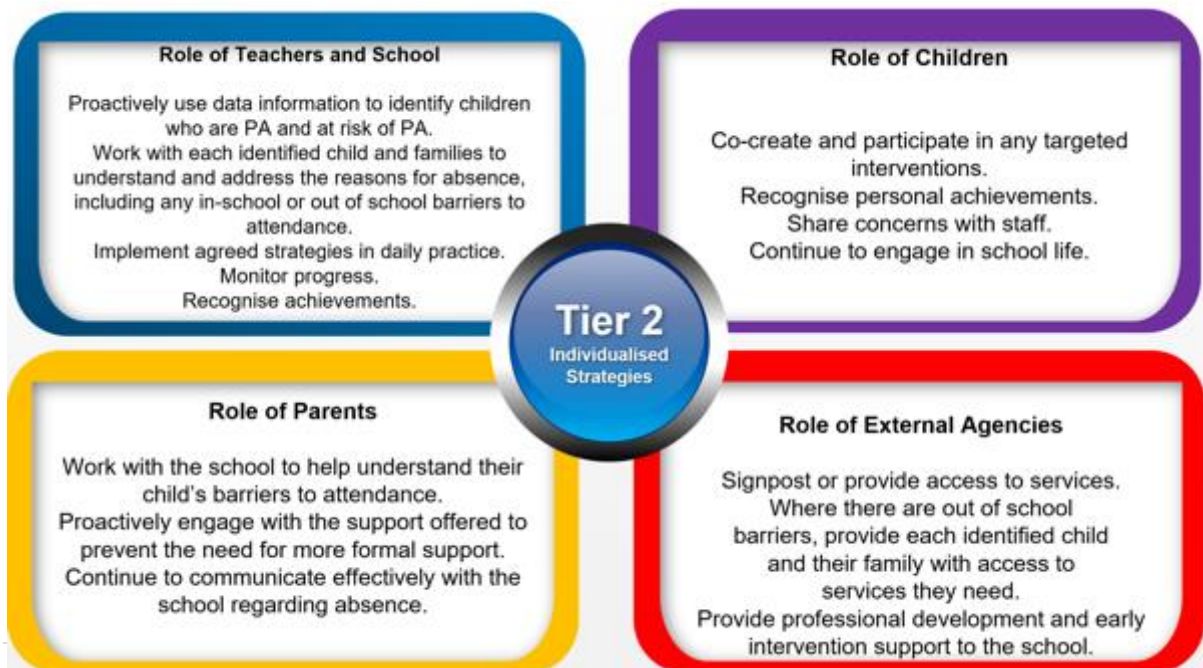 Role of Teachers and School
Proactively use data information to identify children
who are PA and at risk of PA.
Work with each identified child and families to
understand and address the reasons for absence,
including any in-school or out of school barriers to
attendance.
Implement agreed strategies in daily practice.
Monitor progress.
Recognise achievements.
Role of Children
Co-create and participate in any targeted
interventions.
Recognise personal achievements.
Share concerns with staff.
Continue to engage in school life.
Tier 2
Individualised
Strategies
Role of Parents
Work with the school to help understand their
child's barriers to attendance.
Proactively engage with the support offered to
prevent the need for more formal support.
Continue to communicate effectively with the
school regarding absence.
Role of External Agencies
Signpost or provide access to services.
Where there are out of school
barriers, provide each identified child
and their family with access to
services they need.
Provide professional development and early
intervention support to the school.